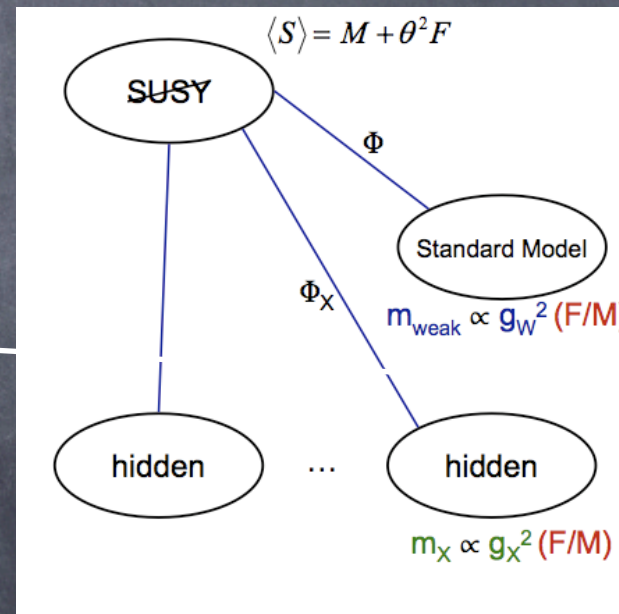 ⟨S⟩ = M + θ²F
SUSY
Φ
Standard Model
Φ_X
m_weak ∝ g_W² (F/M
hidden
...
hidden
m_X ∝ g_X² (F/M)